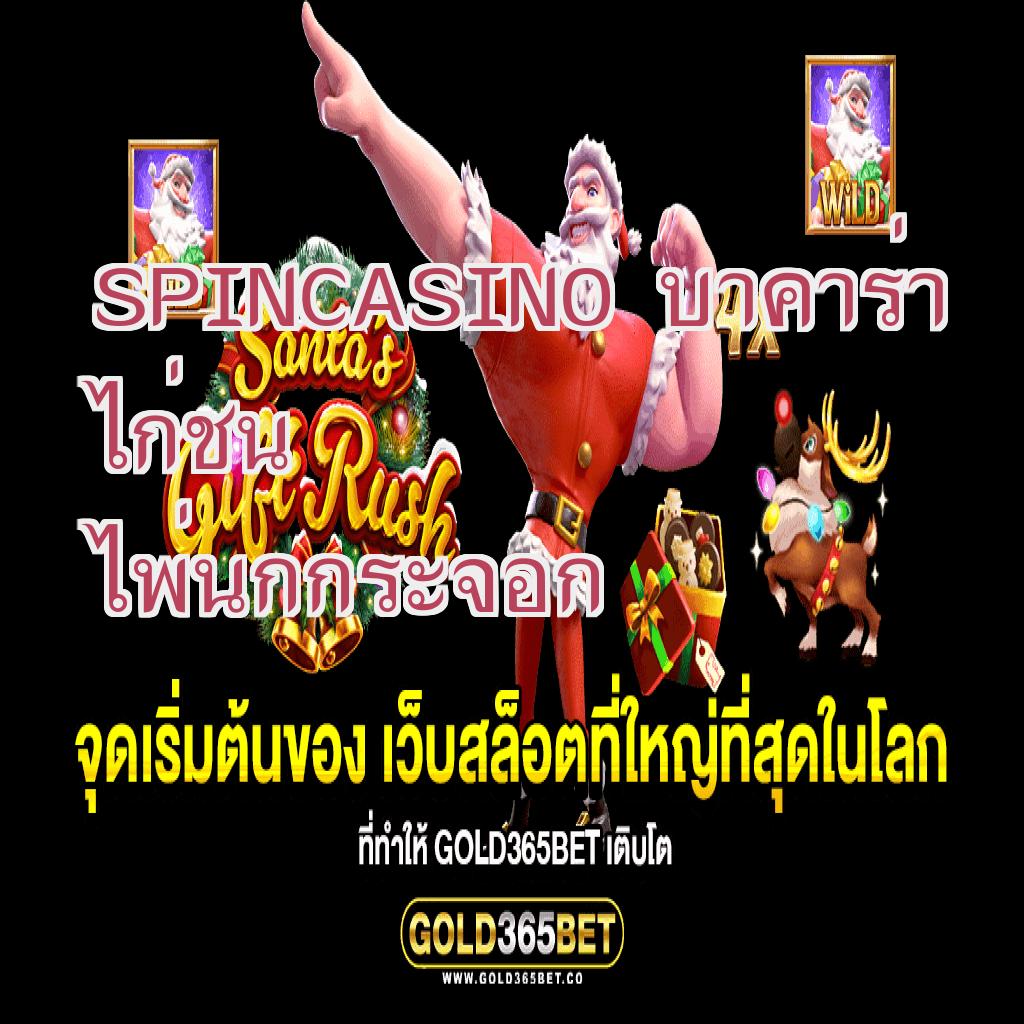 WILD
SPINCASINO บาคาร่า
4x
Santa's
ไก่ชน
Gift Rush
ไพ่นกกระจอก
จุดเริ่มต้นของ เว็บสล็อตที่ใหญ่ที่สุดในโลก
ที่ทำให้ GOLD365BET เติบโต
GOLD365BET
WWW.GOLD365BET.CO